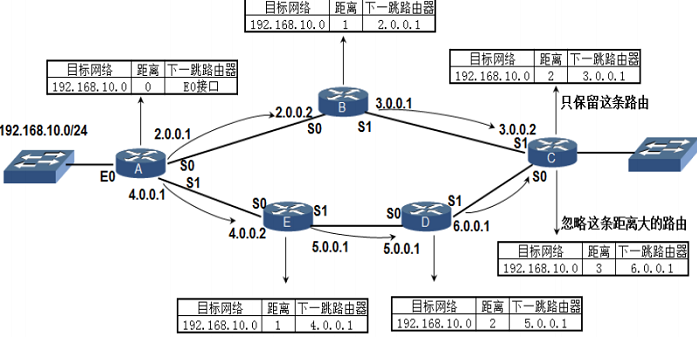 目标网络 距离 下一跳路由器
192.168.10.0 1 2.0.0.1
目标网络 距离 下一跳路由器
192.168.10.0 0 E0接口
目标网络 距离 下一跳路由器
192.168.10.0 2 3.0.0.1
只保留这条路由
192.168.10.0/24
2.0.0.1
2.0.0.2
B
3.0.0.1
3.0.0.2
S0
S1
S1
C
E0
A
S0
S0
4.0.0.1
S1
4.0.0.2
S0
E
S1
5.0.0.1
S0
5.0.0.1
D
S1
6.0.0.1
忽略这条距离大的路由
目标网络 距离 下一跳路由器
192.168.10.0 3 6.0.0.1
目标网络 距离 下一跳路由器
192.168.10.0 1 4.0.0.1
目标网络 距离 下一跳路由器
192.168.10.0 2 5.0.0.1